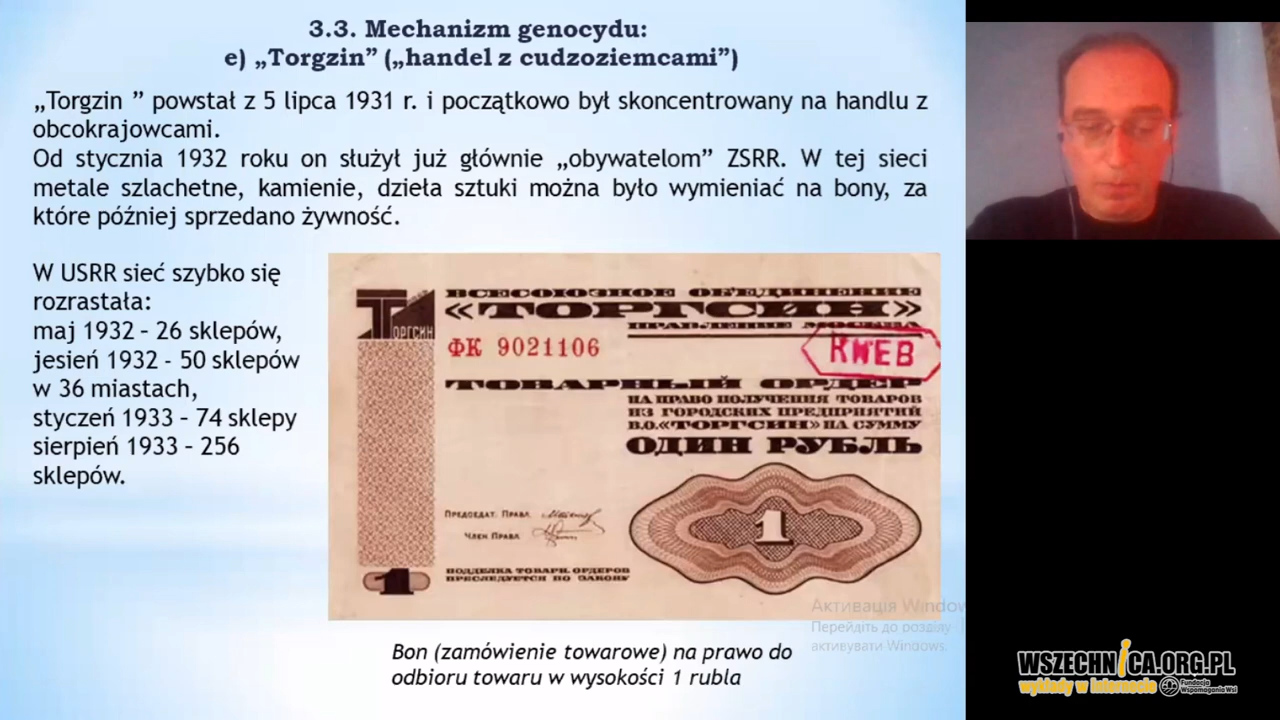 3.3. Mechanizm genocydu:
e) „Torgzin” („handel z cudzoziemcami”)
„Torgzin ” powstał z 5 lipca 1931 r. i początkowo był skoncentrowany na handlu z
obcokrajowcami.
Od stycznia 1932 roku on służył już głównie „obywatelom” ZSRR. W tej sieci
metale szlachetne, kamienie, dzieła sztuki można było wymieniać na bony, za
które później sprzedano żywność.
W USRR sieć szybko się
rozrastała:
maj 1932 – 26 sklepów,
jesień 1932 - 50 sklepów
w 36 miastach,
styczeń 1933 – 74 sklepy
sierpień 1933 – 256
sklepów.
ТОРГСИН
ВСЕСОЮЗНОЕ ОБ'ЕДИНЕНИЕ
«ТОРГСИН»
ПРАВЛЕНИЕ МОСКВА
ФК 9021106
КИЕВ
ТОВАРНЫЙ ОРДЕР
НА ПРАВО ПОЛУЧЕНИЯ ТОВАРОВ
ИЗ ГОРОДСКИХ ПРЕДПРИЯТИЙ
В.О.«ТОРГСИН» НА СУММУ
ОДИН РУБЛЬ
1
ПРЕДСЕДАТ. ПРАВЛ.
ЧЛЕН ПРАВЛ
1
ПОДДЕЛКА ТОВАРН. ОРДЕРОВ
ПРЕСЛЕДУЕТСЯ ПО ЗАКОНУ
Bon (zamówienie towarowe) na prawo do
odbioru towaru w wysokości 1 rubla
Активація Window
Перейдіть до розділу
активувати Windows.
WSZECHNICA.ORG.PL
wykłady w internecie
Fundacja
Wspomagania Wsi